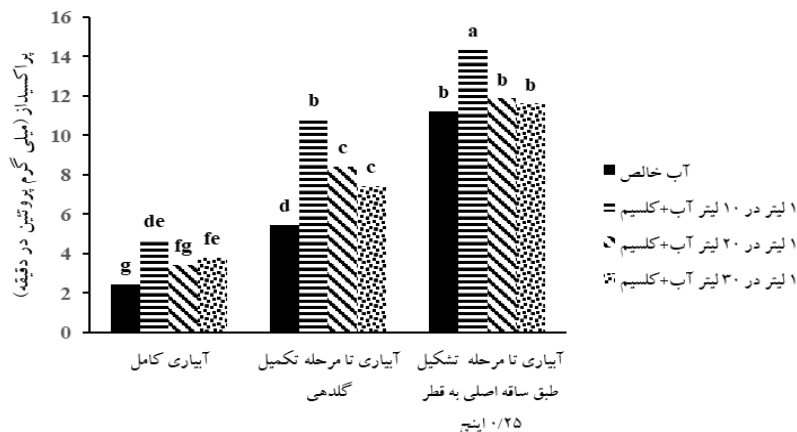 پراکسیداز (میلی گرم پروتئین در دقیقه)
16
14
12
10
8
6
4
2
0
g
de
fg
fe
d
b
c
c
b
a
b
b
آبیاری کامل
آبیاری تا مرحله تکمیل
گلدهی
آبیاری تا مرحله تشکیل
طبق ساقه اصلی به قطر
۰/۲۵ اینچ
آب خالص
۱ لیتر در ۱۰ لیتر آب+کلسیم
۱ لیتر در ۲۰ لیتر آب+کلسیم
۱ لیتر در ۳۰ لیتر آب+کلسیم